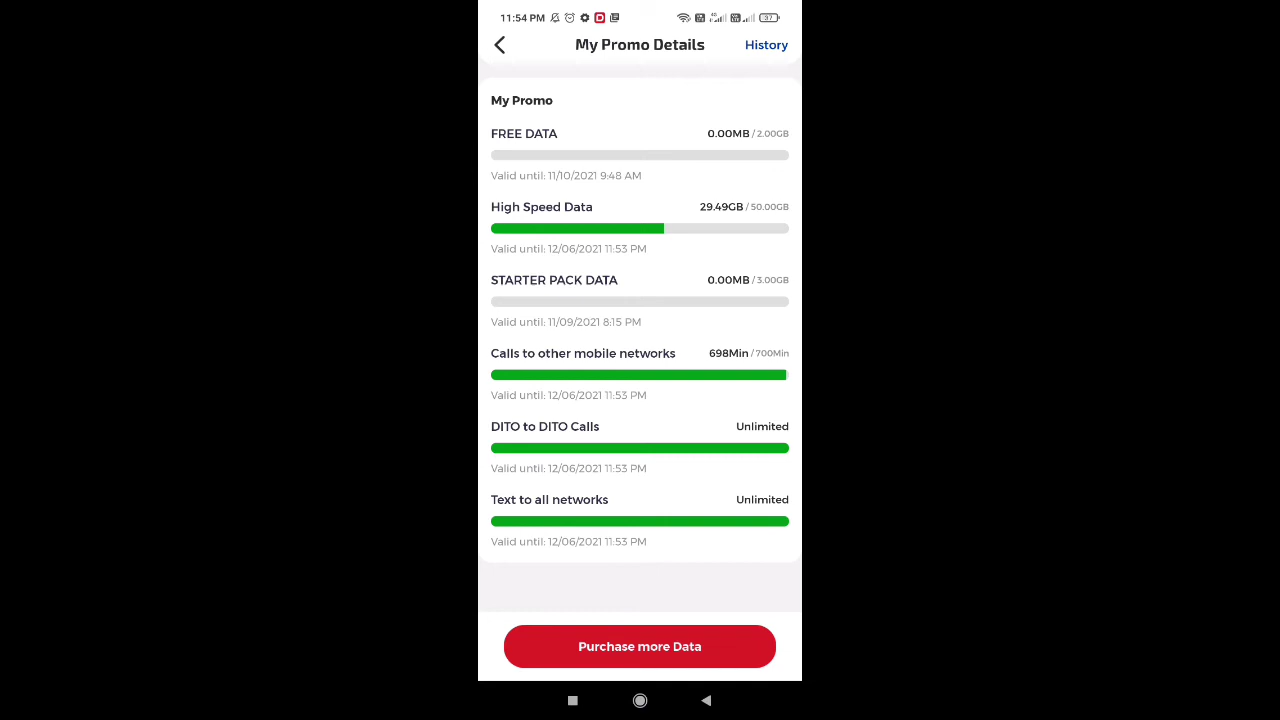 11:54 PM 37
My Promo Details History
My Promo
FREE DATA 0.00MB / 2.00GB
Valid until: 11/10/2021 9:48 AM
High Speed Data 29.49GB / 50.00GB
Valid until: 12/06/2021 11:53 PM
STARTER PACK DATA 0.00MB / 3.00GB
Valid until: 11/09/2021 8:15 PM
Calls to other mobile networks 698Min / 700Min
Valid until: 12/06/2021 11:53 PM
DITO to DITO Calls Unlimited
Valid until: 12/06/2021 11:53 PM
Text to all networks Unlimited
Valid until: 12/06/2021 11:53 PM
Purchase more Data